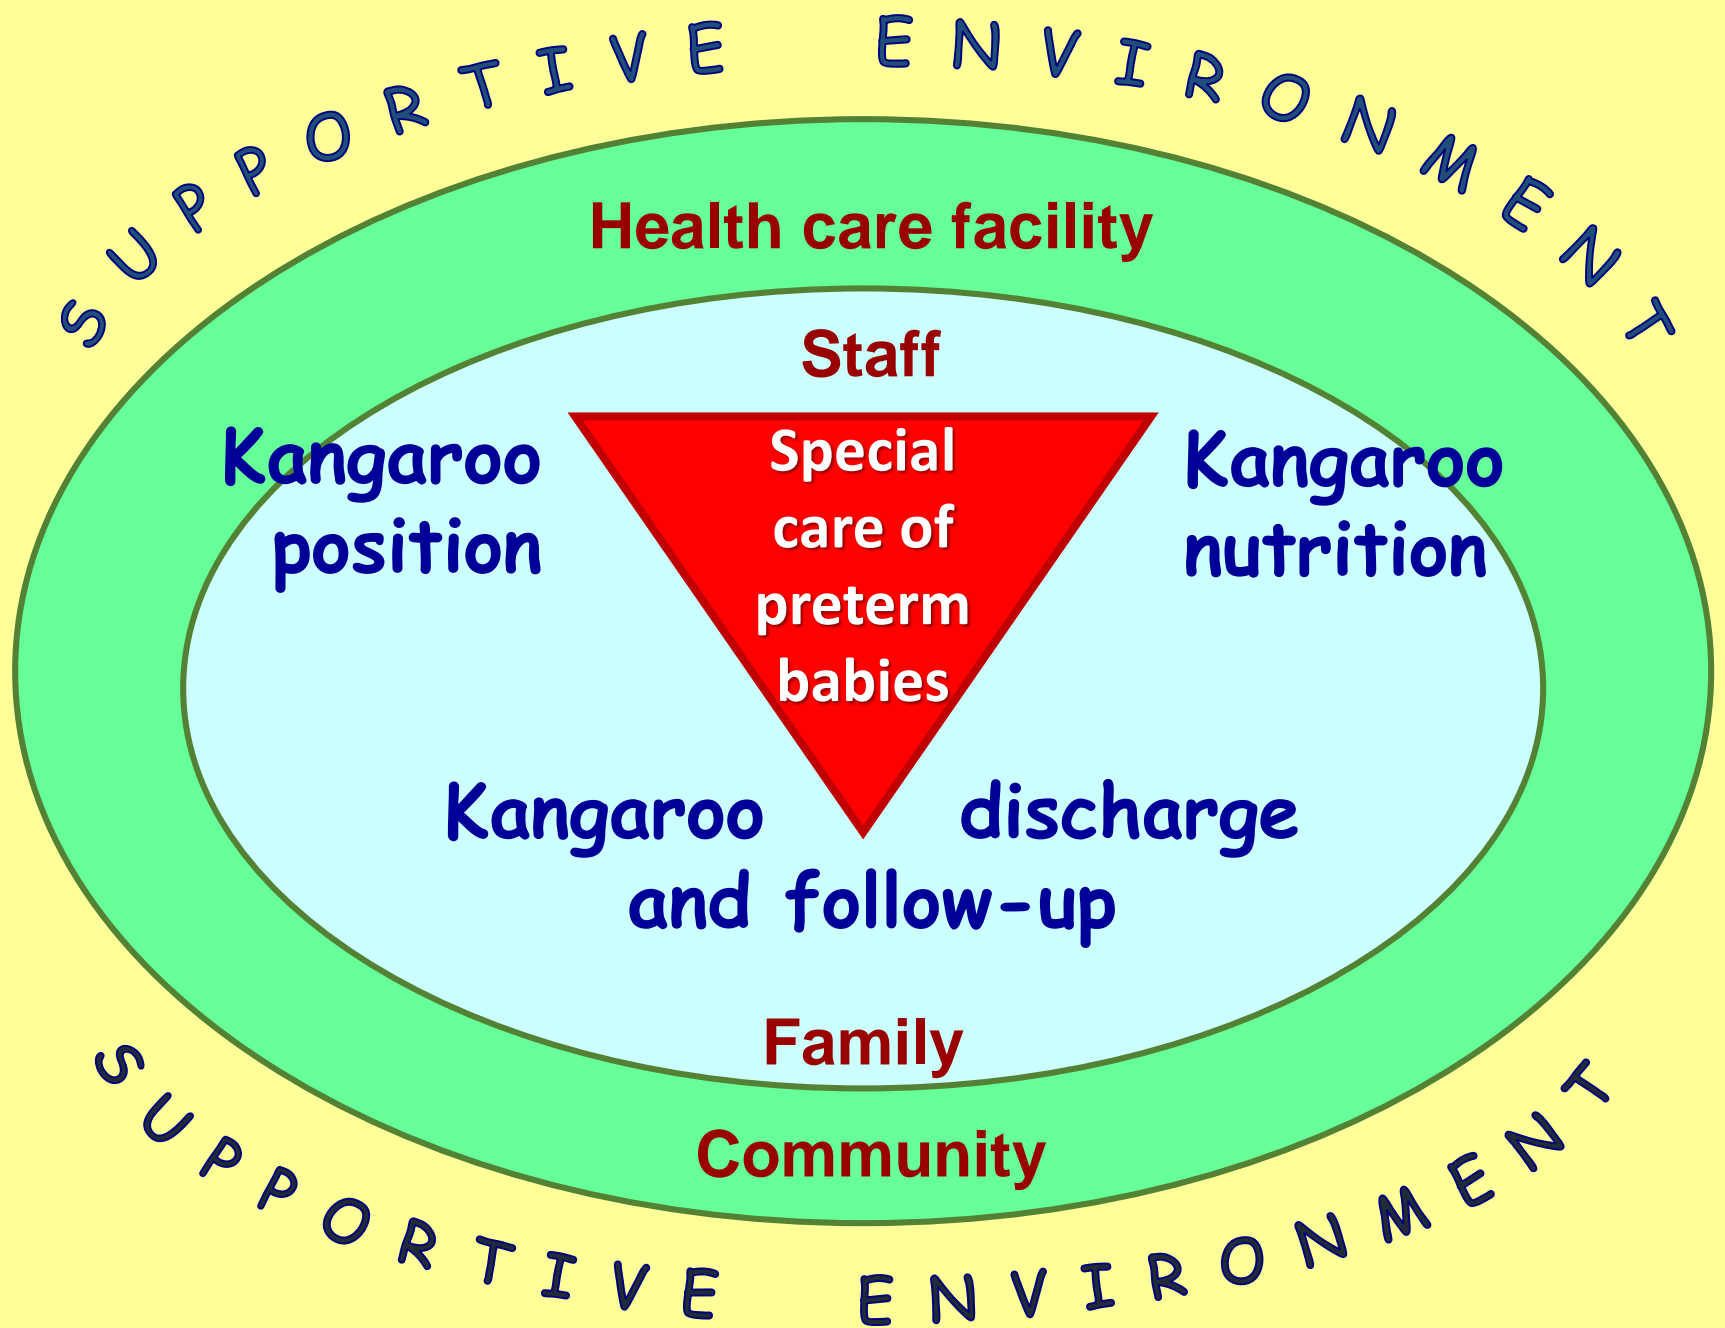 SUPPORTIVE ENVIRONMENT
Health care facility
Staff
Kangaroo
position
Special
care of
preterm
babies
Kangaroo
nutrition
Kangaroo discharge
and follow-up
Family
Community
SUPPORTIVE ENVIRONMENT